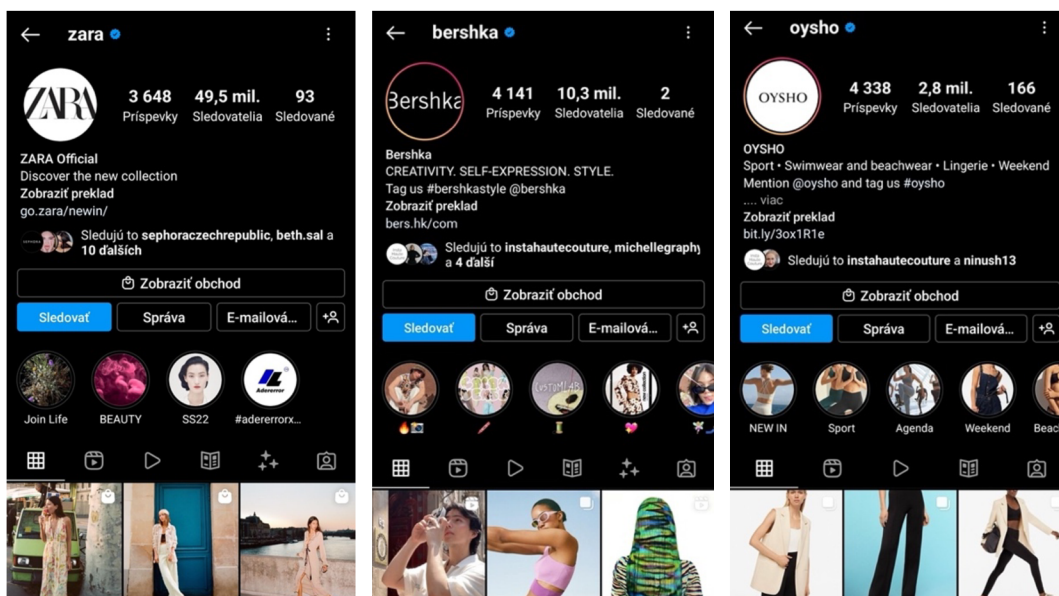 zara
ZARA
3 648
49,5 mil.
93
Príspevky
Sledovatelia
Sledované
ZARA Official
Discover the new collection
Zobraziť preklad
go.zara/newin/
Sledujú to sephoraczechrepublic, beth.sal a
10 ďalších
Zobraziť obchod
Sledovať
Správa
E-mailová...
Adererror
Join Life
BEAUTY
SS22
#adererrorx...
bershka
Bershka
4 141
10,3 mil.
2
Príspevky
Sledovatelia
Sledované
Bershka
CREATIVITY. SELF-EXPRESSION. STYLE.
Tag us #bershkastyle @bershka
Zobraziť preklad
bers.hk/com
Sledujú to instahautecouture, michellegraphy
a 4 ďalší
Zobraziť obchod
Sledovať
Správa
E-mailová...
CUSTOMLAB
oysho
OYSHO
4 338
2,8 mil.
166
Príspevky
Sledovatelia
Sledované
OYSHO
Sport • Swimwear and beachwear • Lingerie • Weekend
Mention @oysho and tag us #oysho
.... viac
Zobraziť preklad
bit.ly/3ox1R1e
Sledujú to instahautecouture a ninush13
Zobraziť obchod
Sledovať
Správa
E-mailová...
NEW IN
Sport
Agenda
Weekend
Beac